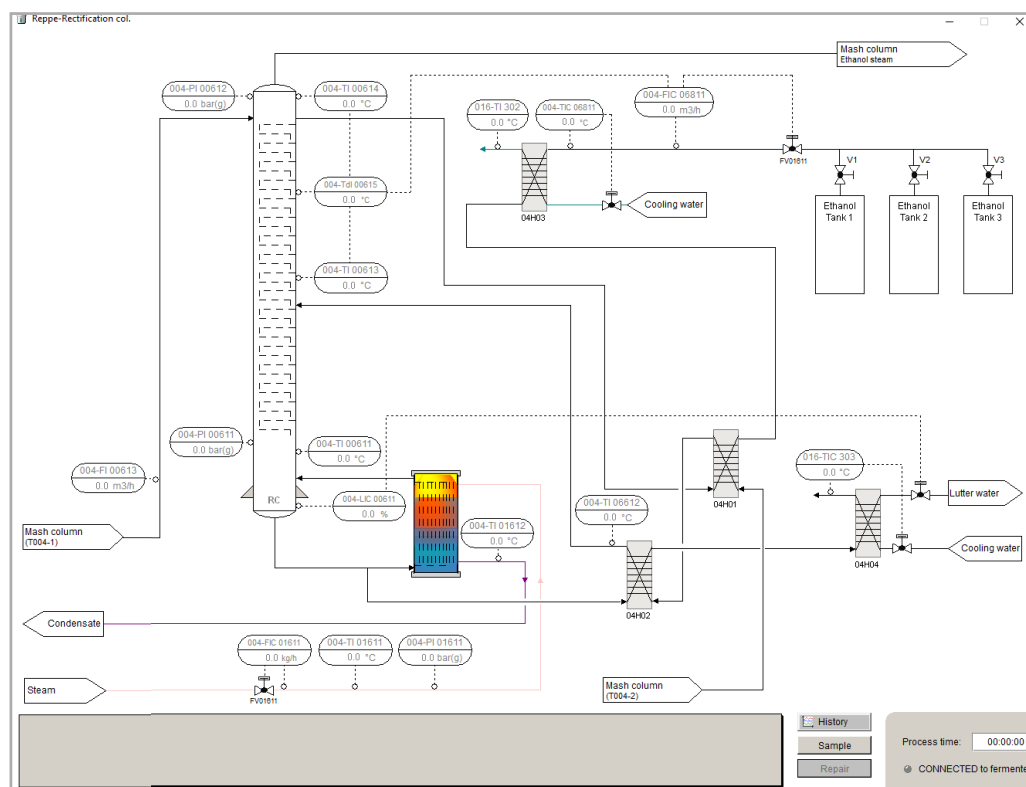 Reppe-Rectification col.
Mash column
Ethanol steam
004-PI 00612
0.0 bar(g)
004-TI 00614
0.0 °C
016-TI 302
0.0 °C
004-TIC 06811
0.0 °C
004-FIC 06811
0.0 m3/h
FV01611
V1
V2
V3
004-TdI 00615
0.0 °C
Cooling water
04H03
Ethanol
Tank 1
Ethanol
Tank 2
Ethanol
Tank 3
004-TI 00613
0.0 °C
004-PI 00611
0.0 bar(g)
004-TI 00611
0.0 °C
004-FI 00613
0.0 m3/h
016-TIC 303
0.0 °C
RC
004-LIC 00611
0.0 %
004-TI 06612
0.0 °C
04H01
Lutter water
004-TI 01612
0.0 °C
Mash column
(T004-1)
Cooling water
04H04
04H02
Condensate
004-FIC 01611
0.0 kg/h
004-TI 01611
0.0 °C
004-PI 01611
0.0 bar(g)
Steam
FV01611
Mash column
(T004-2)
History
Sample
Repair
Process time: 00:00:00
CONNECTED to fermente